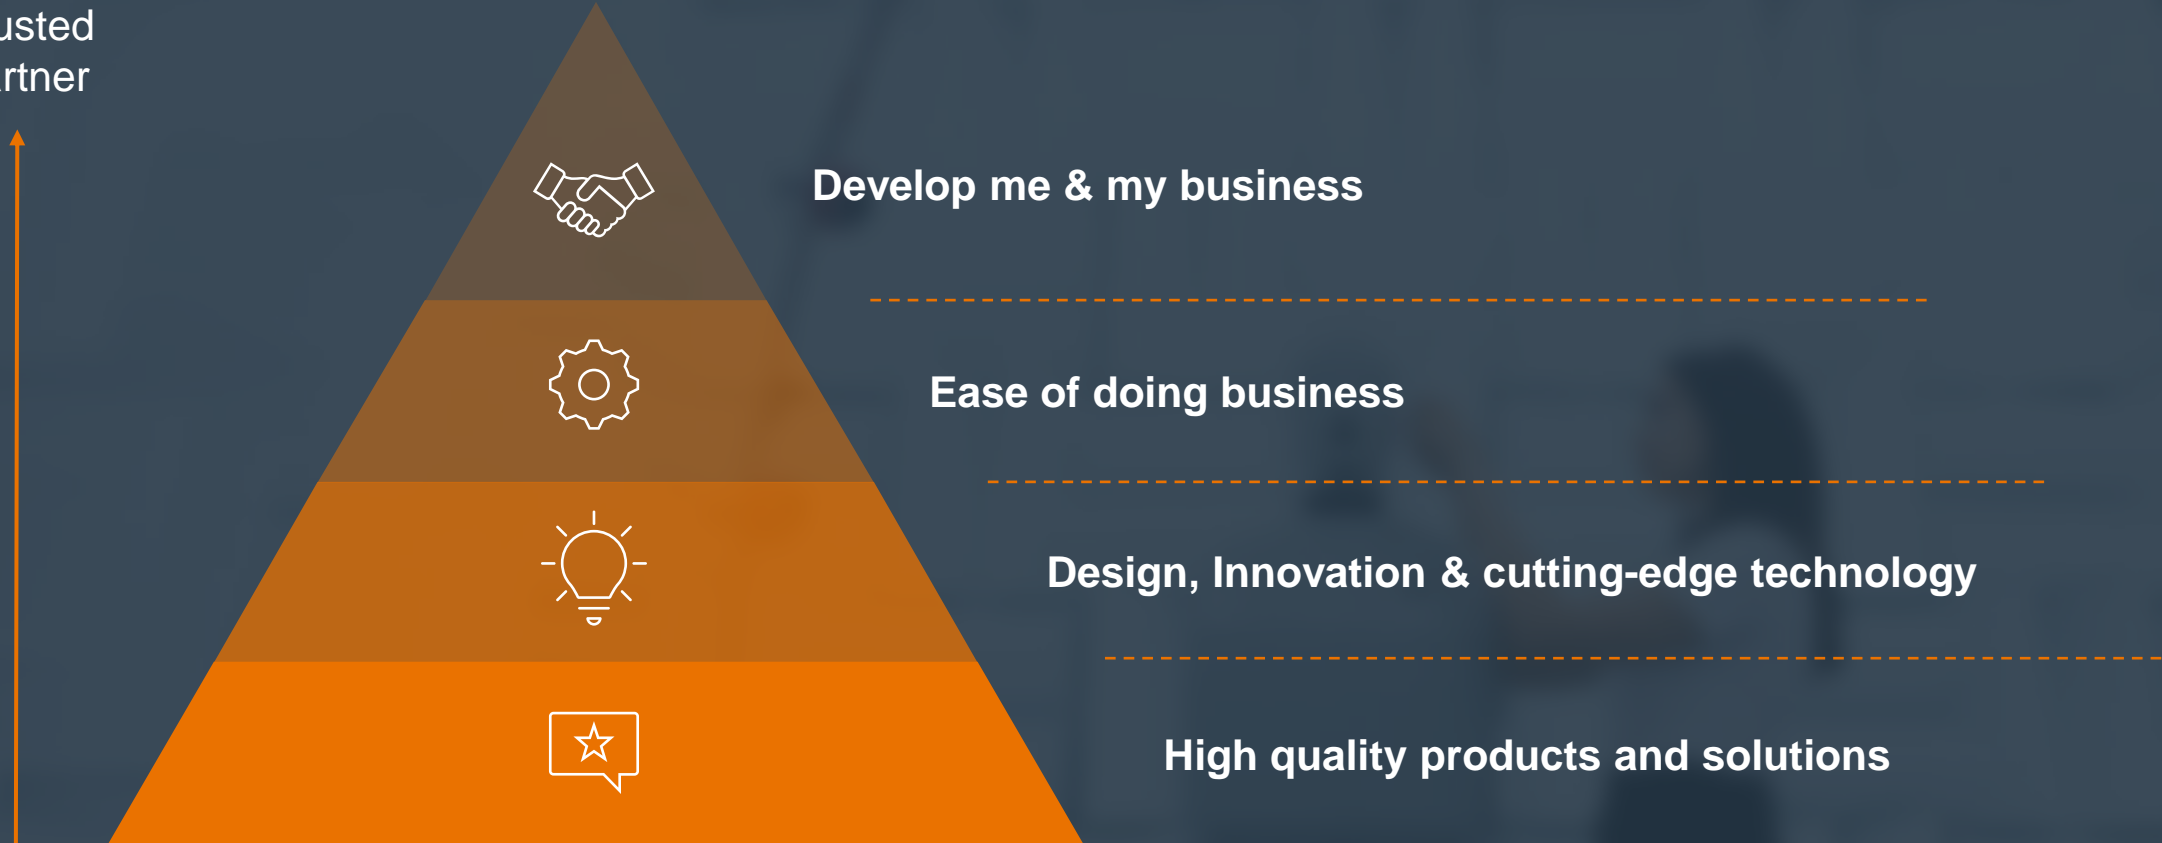 usted
artner
Develop me & my business
Ease of doing business
Design, Innovation & cutting-edge technology
High quality products and solutions